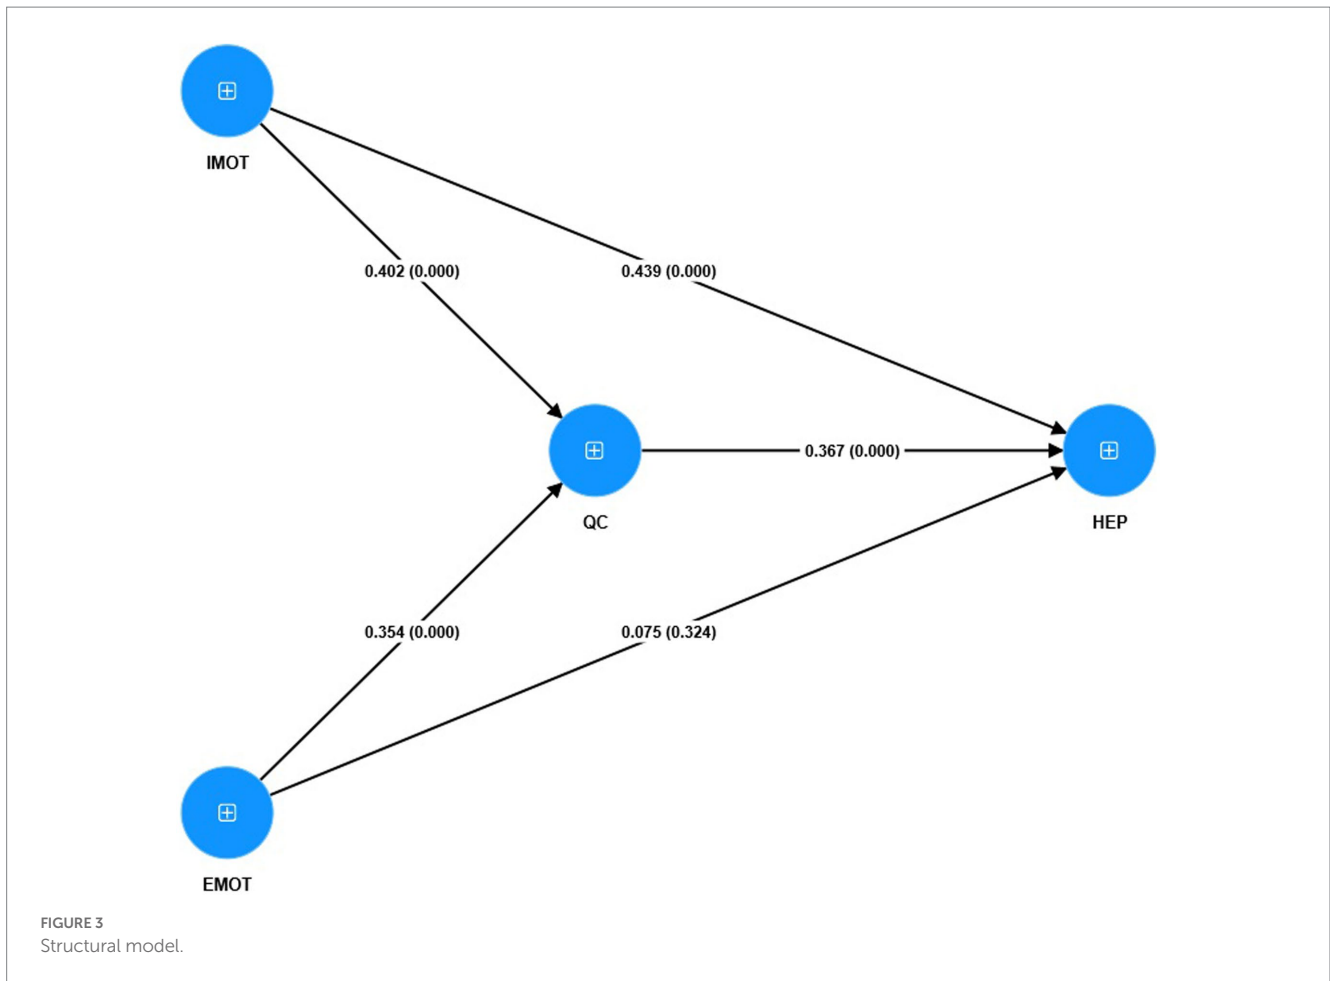 IMOT
0.402 (0.000)
0.439 (0.000)
0.367 (0.000)
QC
HEP
0.354 (0.000)
0.075 (0.324)
EMOT
FIGURE 3
Structural model.